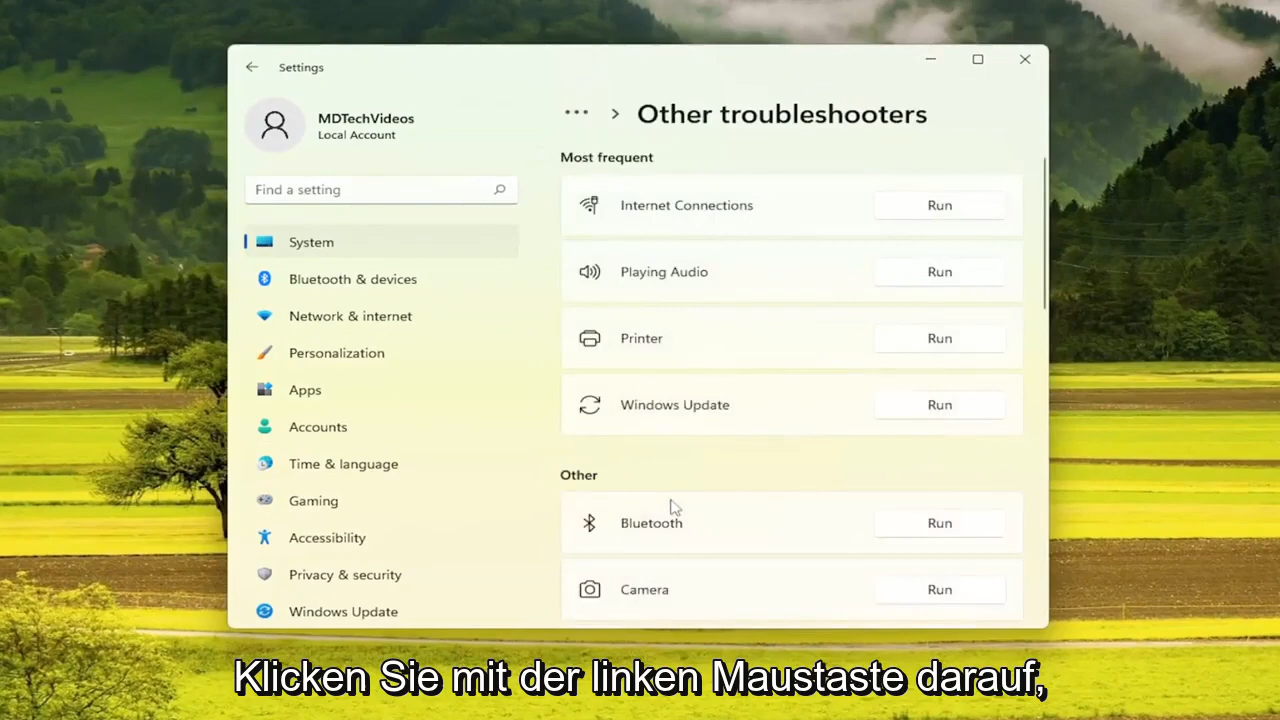 Settings
MDTechVideos
Local Account
Find a setting
System
Bluetooth & devices
Network & internet
Personalization
Apps
Accounts
Time & language
Gaming
Accessibility
Privacy & security
Windows Update
... > Other troubleshooters
Most frequent
Internet Connections Run
Playing Audio Run
Printer Run
Windows Update Run
Other
Bluetooth Run
Camera Run
Klicken Sie mit der linken Maustaste darauf,